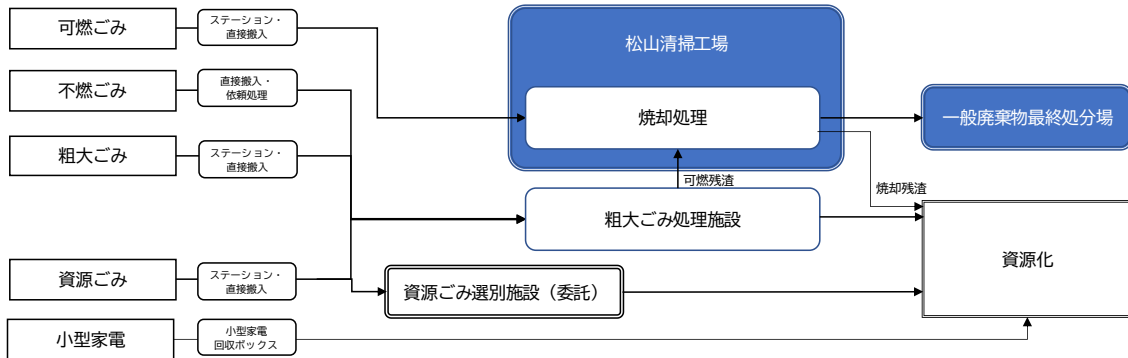 可燃ごみ
ステーション・
直接搬入
松山清掃工場
不燃ごみ
直接搬入・
依頼処理
焼却処理
一般廃棄物最終処分場
粗大ごみ
ステーション・
直接搬入
可燃残渣
焼却残渣
粗大ごみ処理施設
資源化
資源ごみ
ステーション・
直接搬入
資源ごみ選別施設（委託）
小型家電
小型家電
回収ボックス